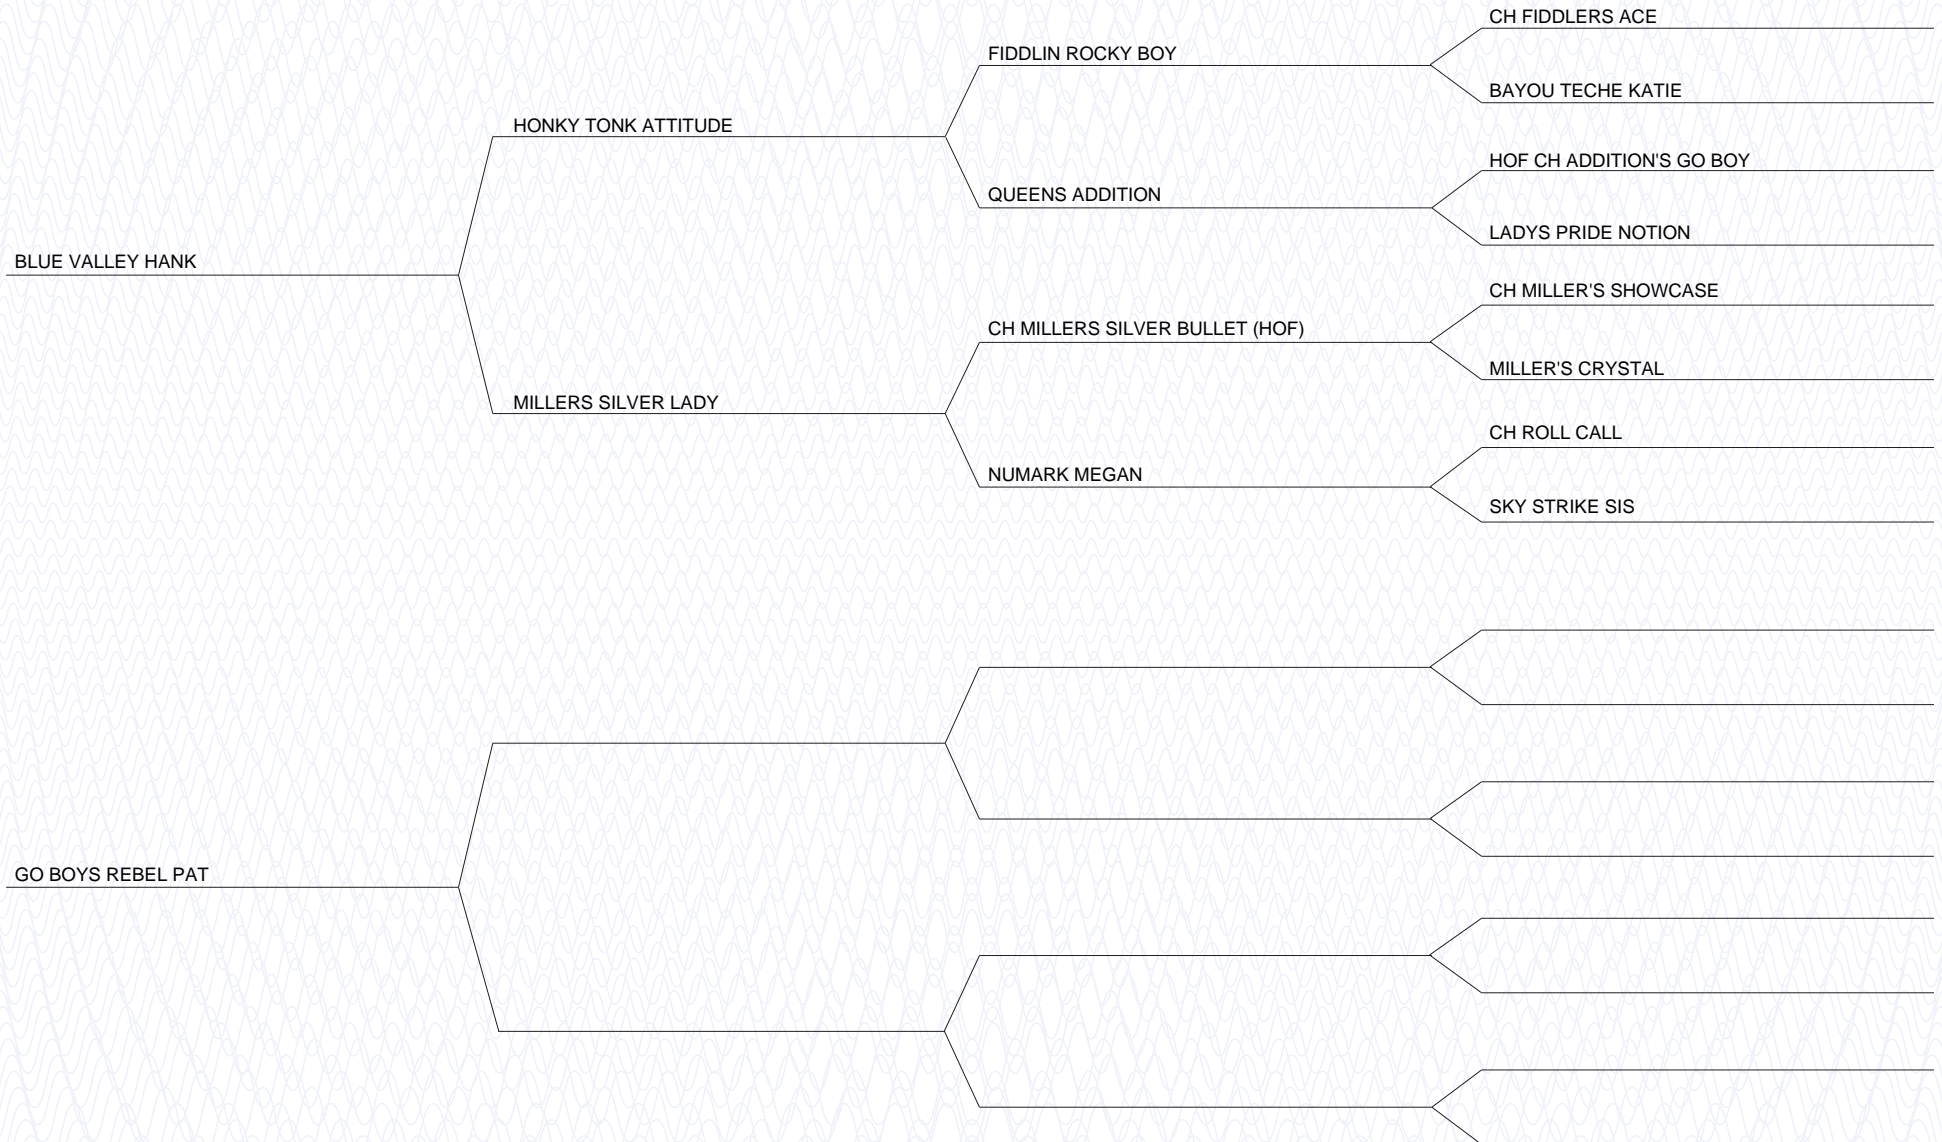 CH FIDDLERS ACE
FIDDLIN ROCKY BOY
BAYOU TECHE KATIE
HONKY TONK ATTITUDE
HOF CH ADDITION'S GO BOY
QUEENS ADDITION
LADYS PRIDE NOTION
BLUE VALLEY HANK
CH MILLER'S SHOWCASE
CH MILLERS SILVER BULLET (HOF)
MILLER'S CRYSTAL
MILLERS SILVER LADY
CH ROLL CALL
NUMARK MEGAN
SKY STRIKE SIS
GO BOYS REBEL PAT